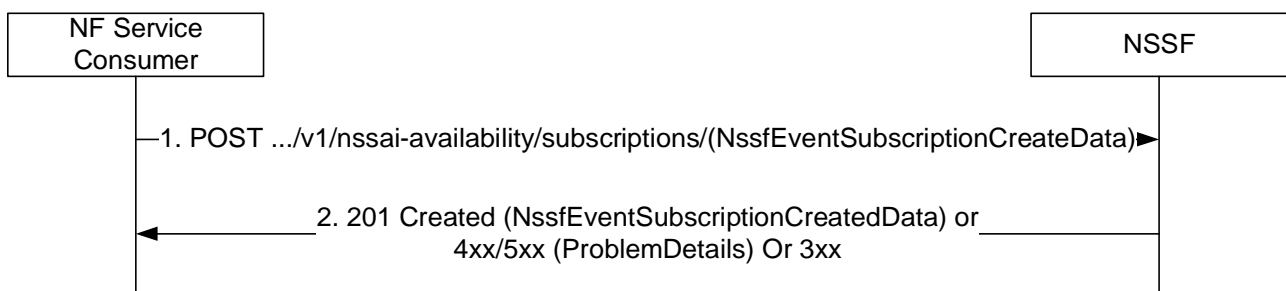 NF Service
Consumer
NSSF
1. POST .../v1/nssai-availability/subscriptions/(NssfEventSubscriptionCreateData)
2. 201 Created (NssfEventSubscriptionCreatedData) or
4xx/5xx (ProblemDetails) Or 3xx